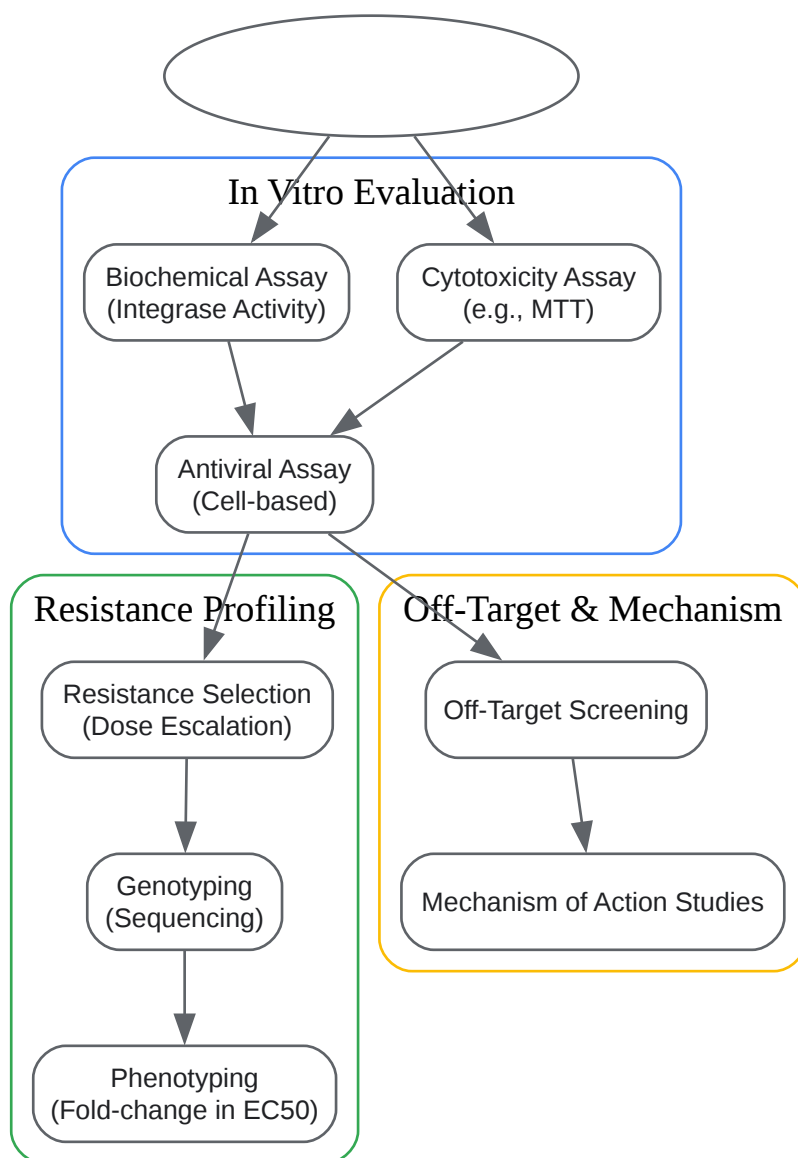 In Vitro Evaluation
Biochemical Assay
(Integrase Activity)
Cytotoxicity Assay
(e.g., MTT)
Antiviral Assay
(Cell-based)
Resistance Profiling
Off-Target & Mechanism
Resistance Selection
(Dose Escalation)
Off-Target Screening
Genotyping
(Sequencing)
Mechanism of Action Studies
Phenotyping
(Fold-change in EC50)